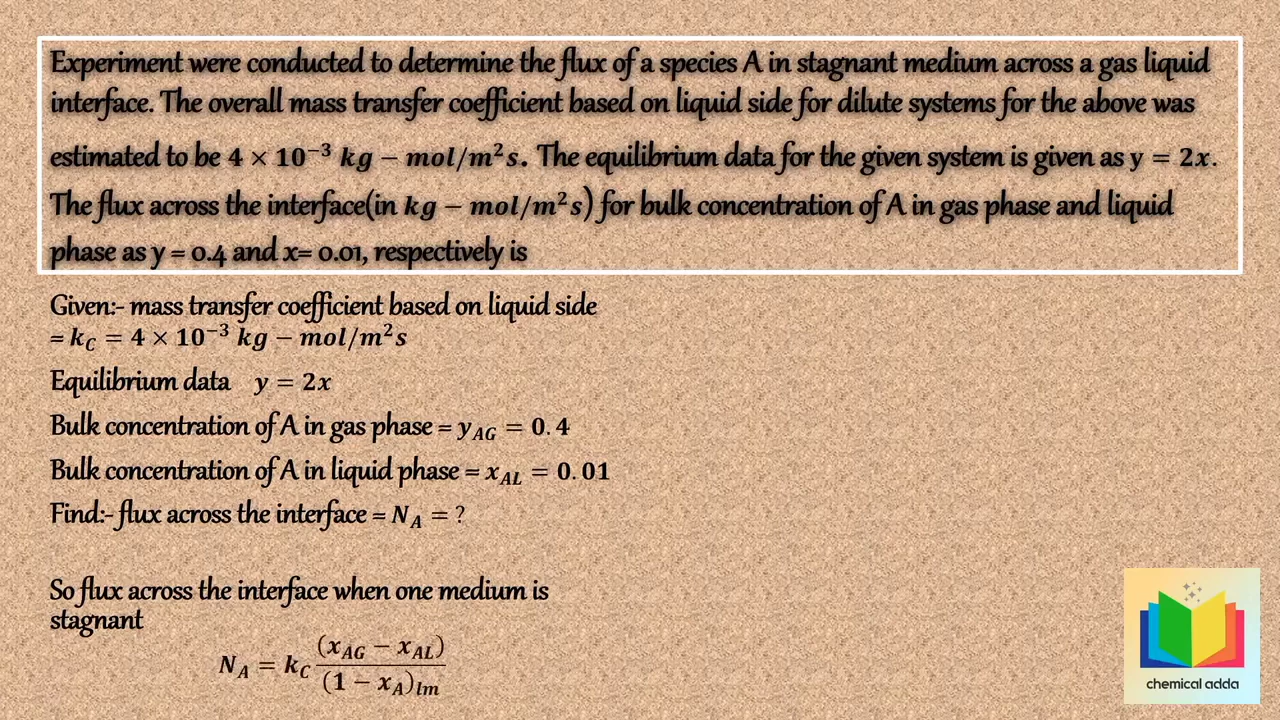 Experiment were conducted to determine the flux of a species A in stagnant medium across a gas liquid
interface. The overall mass transfer coefficient based on liquid side for dilute systems for the above was
estimated to be 4 × 10⁻³ kg − mol/m²s. The equilibrium data for the given system is given as y = 2x.
The flux across the interface(in kg − mol/m²s) for bulk concentration of A in gas phase and liquid
phase as y = 0.4 and x= 0.01, respectively is
Given:- mass transfer coefficient based on liquid side
= k_C = 4 × 10⁻³ kg − mol/m²s
Equilibrium data y = 2x
Bulk concentration of A in gas phase = y_AG = 0.4
Bulk concentration of A in liquid phase = x_AL = 0.01
Find:- flux across the interface = N_A = ?
So flux across the interface when one medium is
stagnant
N_A = k_C (x_AG − x_AL) / (1 − x_A)_lm
chemical adda